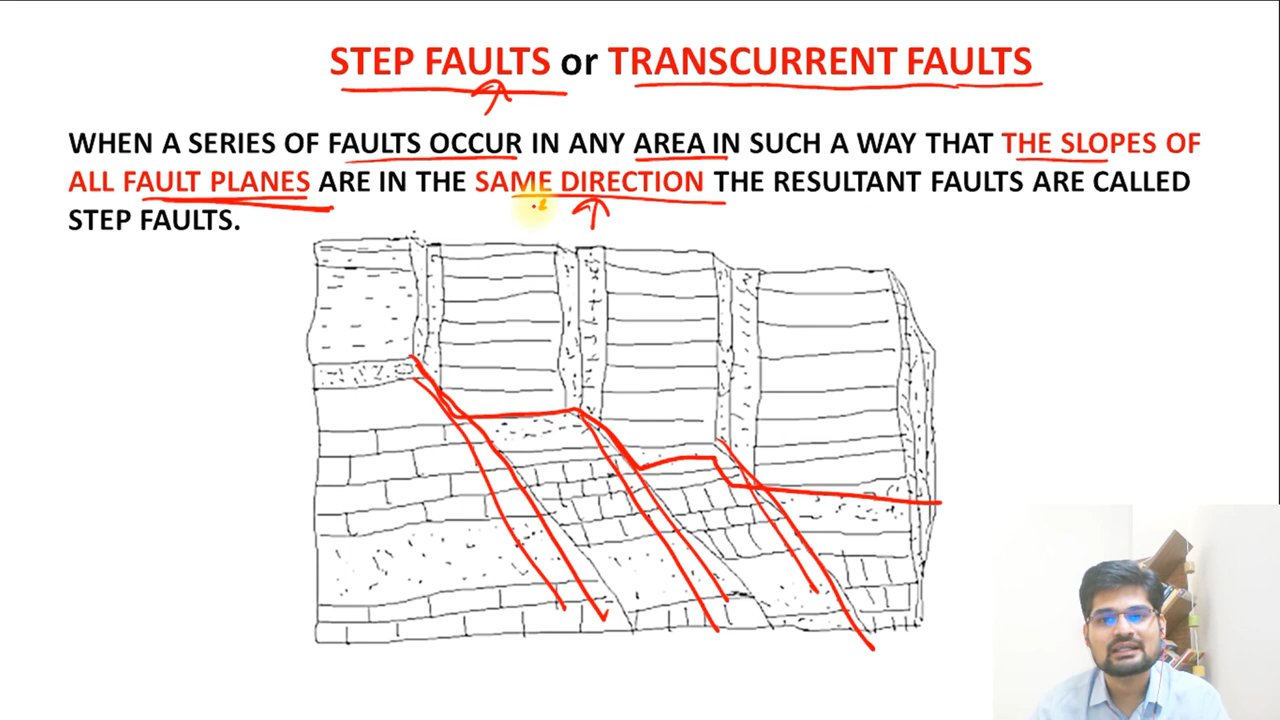 STEP FAULTS or TRANSCURRENT FAULTS
WHEN A SERIES OF FAULTS OCCUR IN ANY AREA IN SUCH A WAY THAT THE SLOPES OF
ALL FAULT PLANES ARE IN THE SAME DIRECTION THE RESULTANT FAULTS ARE CALLED
STEP FAULTS.